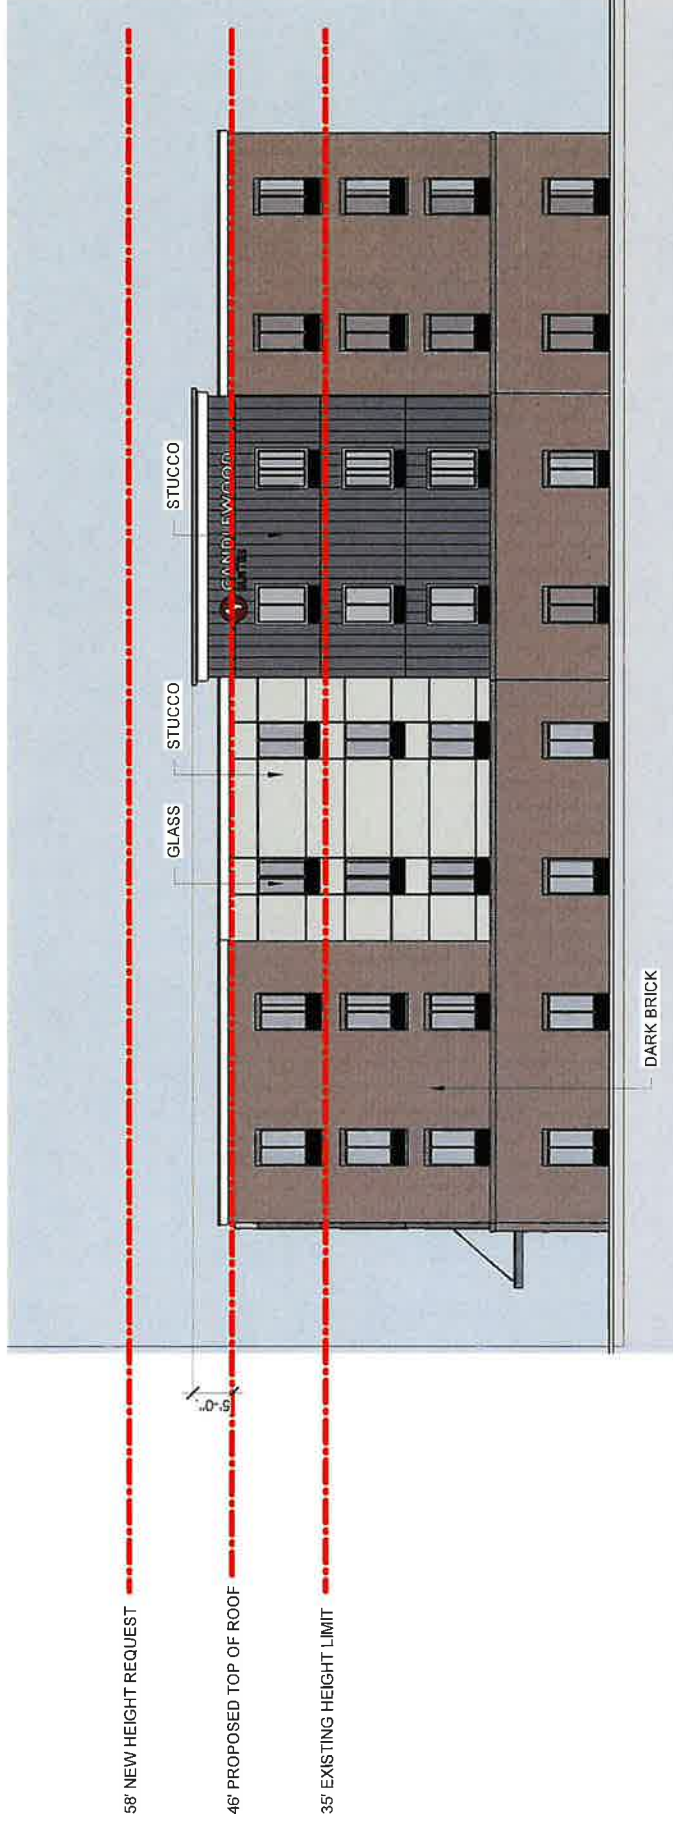 58' NEW HEIGHT REQUEST
46' PROPOSED TOP OF ROOF
35' EXISTING HEIGHT LIMIT
5'-0"
GLASS
STUCCO
STUCCO
CANDLEWOOD
SUITES
DARK BRICK